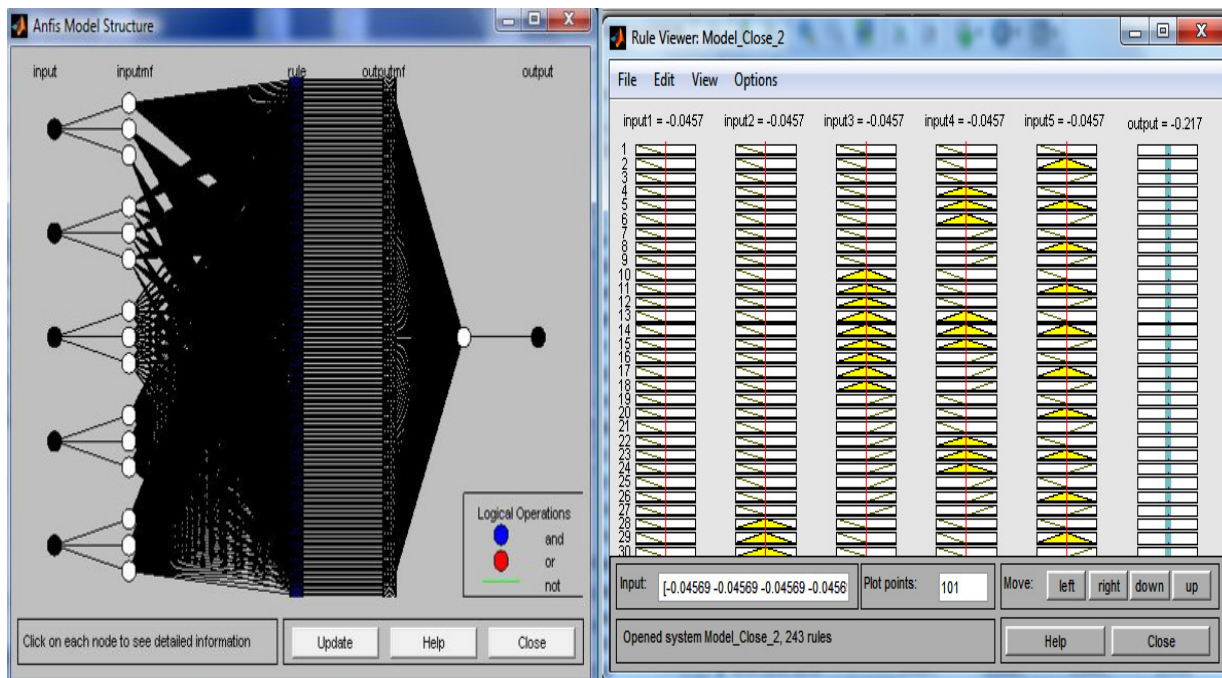 Anfis Model Structure
input inputmf rule outputmf output
Logical Operations
and
or
not
Click on each node to see detailed information
Update Help Close
Rule Viewer: Model_Close_2
File Edit View Options
input1 = -0.0457 input2 = -0.0457 input3 = -0.0457 input4 = -0.0457 input5 = -0.0457 output = -0.217
1
2
3
4
5
6
7
8
9
10
11
12
13
14
15
16
17
18
19
20
21
22
23
24
25
26
27
28
29
30
Input: [-0.04569 -0.04569 -0.04569 -0.0456 Plot points: 101 Move: left right down up
Opened system Model_Close_2, 243 rules
Help Close